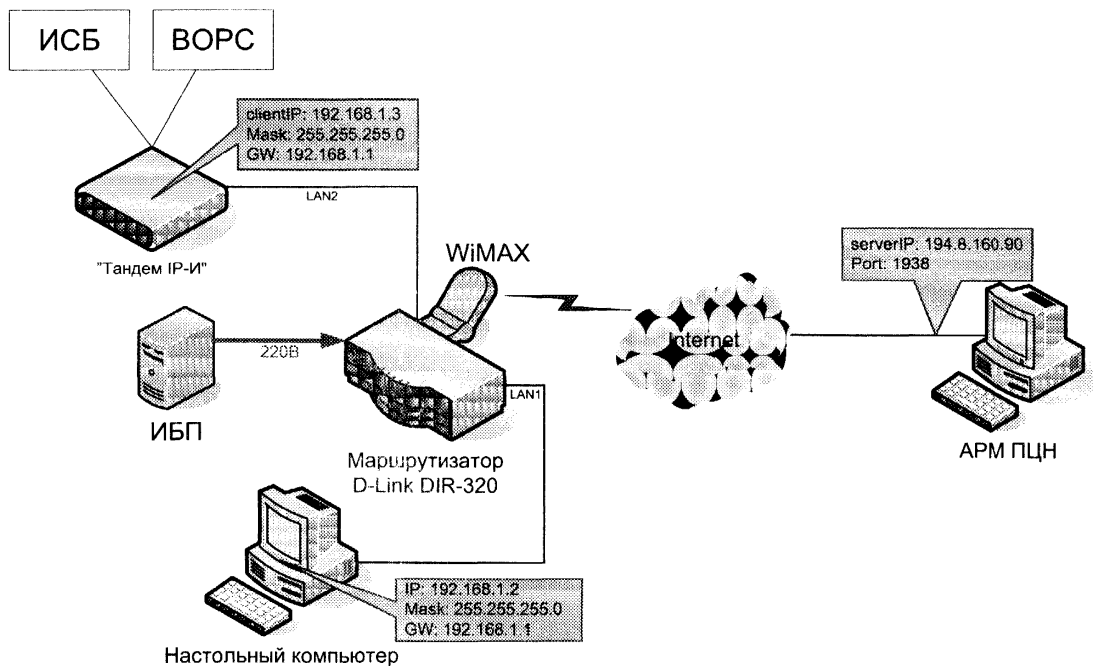 ИСБ
ВОРС
clientIP: 192.168.1.3
Mask: 255.255.255.0
GW: 192.168.1.1
LAN2
"Тандем IP-И"
WiMAX
serverIP: 194.8.160.90
Port: 1938
Internet
220В
LAN1
ИБП
АРМ ПЦН
Маршрутизатор
D-Link DIR-320
IP: 192.168.1.2
Mask: 255.255.255.0
GW: 192.168.1.1
Настольный компьютер